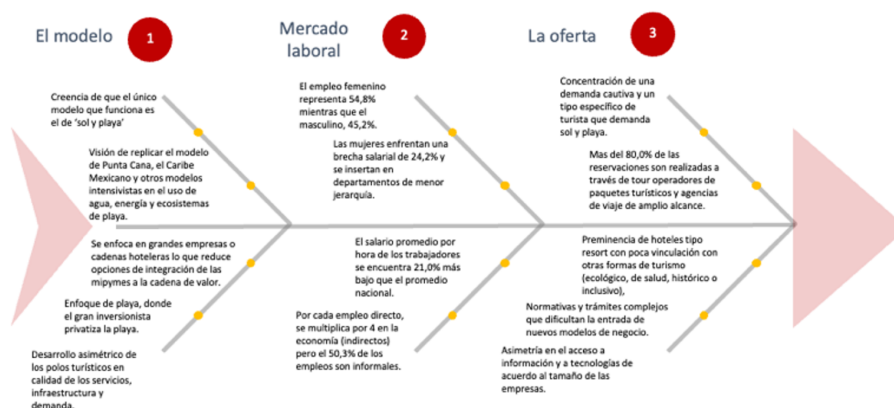 El modelo
1
Creencia de que el único
modelo que funciona es
el de ‘sol y playa’
Visión de replicar el modelo
de Punta Cana, el Caribe
Mexicano y otros modelos
intensivistas en el uso de
agua, energía y ecosistemas
de playa.
Se enfoca en grandes empresas o
cadenas hoteleras lo que reduce
opciones de integración de las
mipymes a la cadena de valor.
Enfoque de playa, donde
el gran inversionista
privatiza la playa.
Desarrollo asimétrico de
los polos turísticos en
calidad de los servicios,
infraestructura y
demanda.
Mercado
laboral
2
El empleo femenino
representa 54,8%
mientras que el
masculino, 45,2%.
Las mujeres enfrentan una
brecha salarial de 24,2% y
se insertan en
departamentos de menor
jerarquía.
El salario promedio por
hora de los trabajadores
se encuentra 21,0% más
bajo que el promedio
nacional.
Por cada empleo directo,
se multiplica por 4 en la
economía (indirectos)
pero el 50,3% de los
empleos son informales.
La oferta
3
Concentración de una
demanda cautiva y un
tipo específico de
turista que demanda
sol y playa.
Mas del 80,0% de las
reservaciones son realizadas a
través de tour operadores de
paquetes turísticos y agencias
de viaje de amplio alcance.
Preminencia de hoteles tipo
resort con poca vinculación con
otras formas de turismo
(ecológico, de salud, histórico o
inclusivo),
Normativas y trámites complejos
que dificultan la entrada de
nuevos modelos de negocio.
Asimetría en el acceso a
información y a tecnologías de
acuerdo al tamaño de las
empresas.